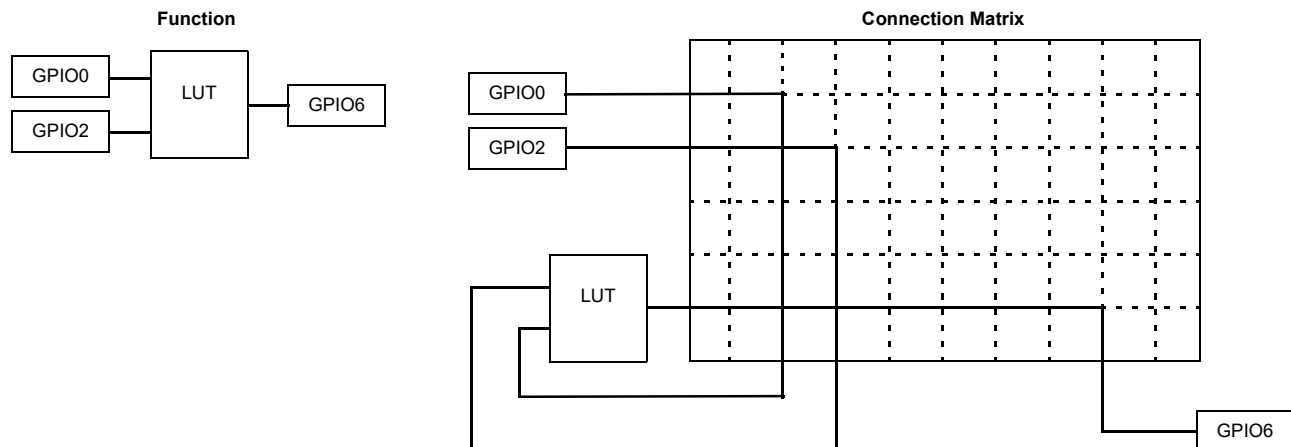 Function
GPIO0
GPIO2
LUT
GPIO6
Connection Matrix
GPIO0
GPIO2
LUT
GPIO6